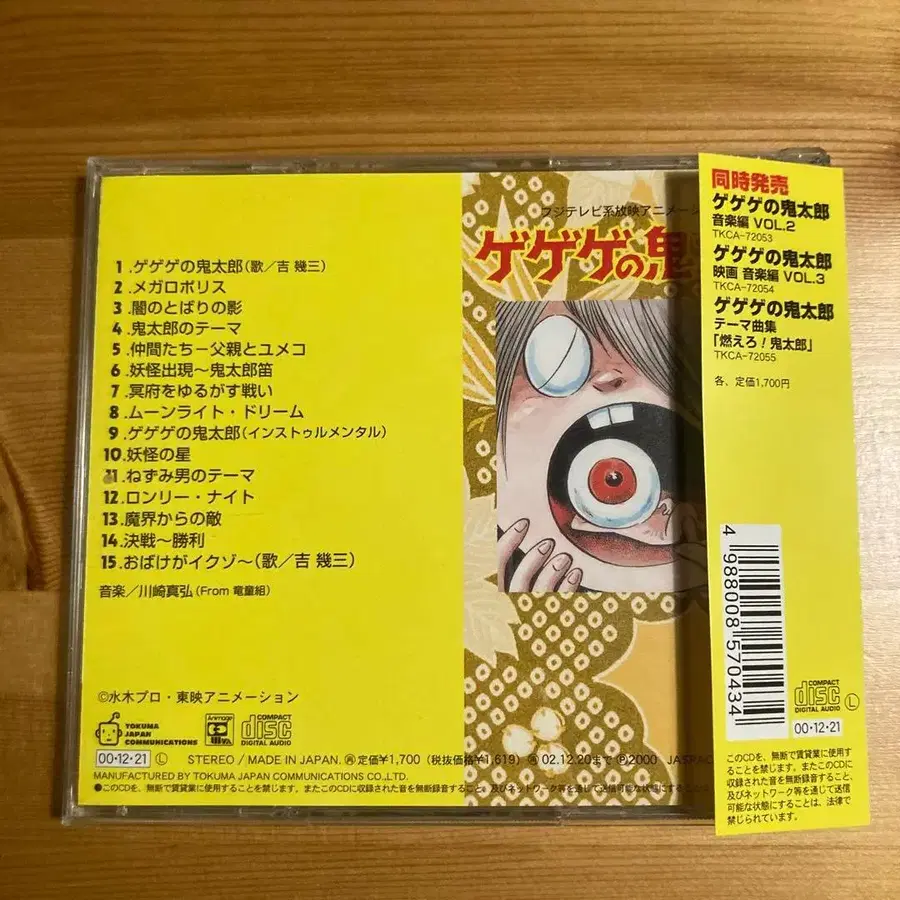 フジテレビ系放映アニメーシ
ゲゲゲの鬼
1 .ゲゲゲの鬼太郎(歌/吉 幾三)
2 .メガロポリス
3 .闇のとばりの影
4 .鬼太郎のテーマ
5 .仲間たち-父親とユメコ
6 .妖怪出現~鬼太郎笛
7 .冥府をゆるがす戦い
8 .ムーンライト・ドリーム
9 .ゲゲゲの鬼太郎(インストゥルメンタル)
10.妖怪の星
11.ねずみ男のテーマ
12.ロンリー・ナイト
13.魔界からの敵
14.決戦~勝利
15.おばけがイクゾ~(歌/吉 幾三)
音楽/川崎真弘(From 竜童組)
©水木プロ・東映アニメーション
TOKUMA
JAPAN
COMMUNICATIONS
Animage
COMPACT
disc
DIGITAL AUDIO
00・12・21 Ⓛ STEREO/MADE IN JAPAN. 定価¥1,700(税抜価格¥1,619) 02.12.20まで Ⓟ2000 JASRAC
MANUFACTURED BY TOKUMA JAPAN COMMUNICATIONS CO.,LTD.
●このCDを、無断で賃貸業に使用することを禁じます。またこのCDに収録された音を無断録音すること、及びネットワーク等を通じて送信可能な状態にする
同時発売
ゲゲゲの鬼太郎
音楽編 VOL.2
TKCA-72053
ゲゲゲの鬼太郎
映画 音楽編 VOL.3
TKCA-72054
ゲゲゲの鬼太郎
テーマ曲集
「燃えろ!鬼太郎」
TKCA-72055
各、定価1,700円
4 988008 570434
COMPACT
disc
DIGITAL AUDIO
Ⓛ
00・12・21
このCDを、無断で賃貸業に使用す
ることを禁じます。またこのCDに
収録された音を無断録音すること、
及びネットワーク等を通じて送信
可能な状態にすることは、法律で
禁じられています。